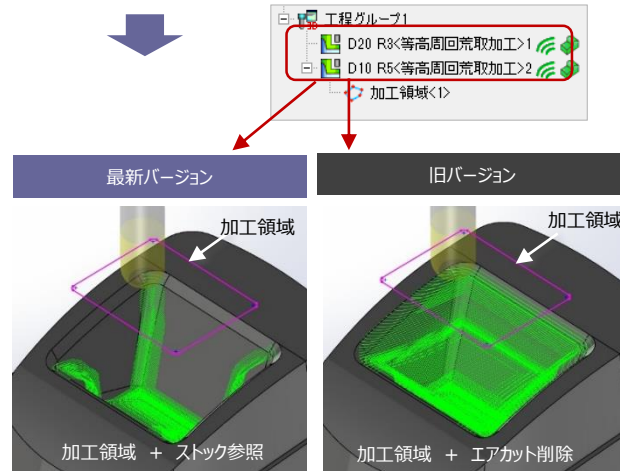 工程グループ1
D20 R3<等高周回荒取加工>1
D10 R5<等高周回荒取加工>2
加工領域<1>
最新バージョン
旧バージョン
加工領域
加工領域
加工領域 + ストック参照
加工領域 + エアカット削除